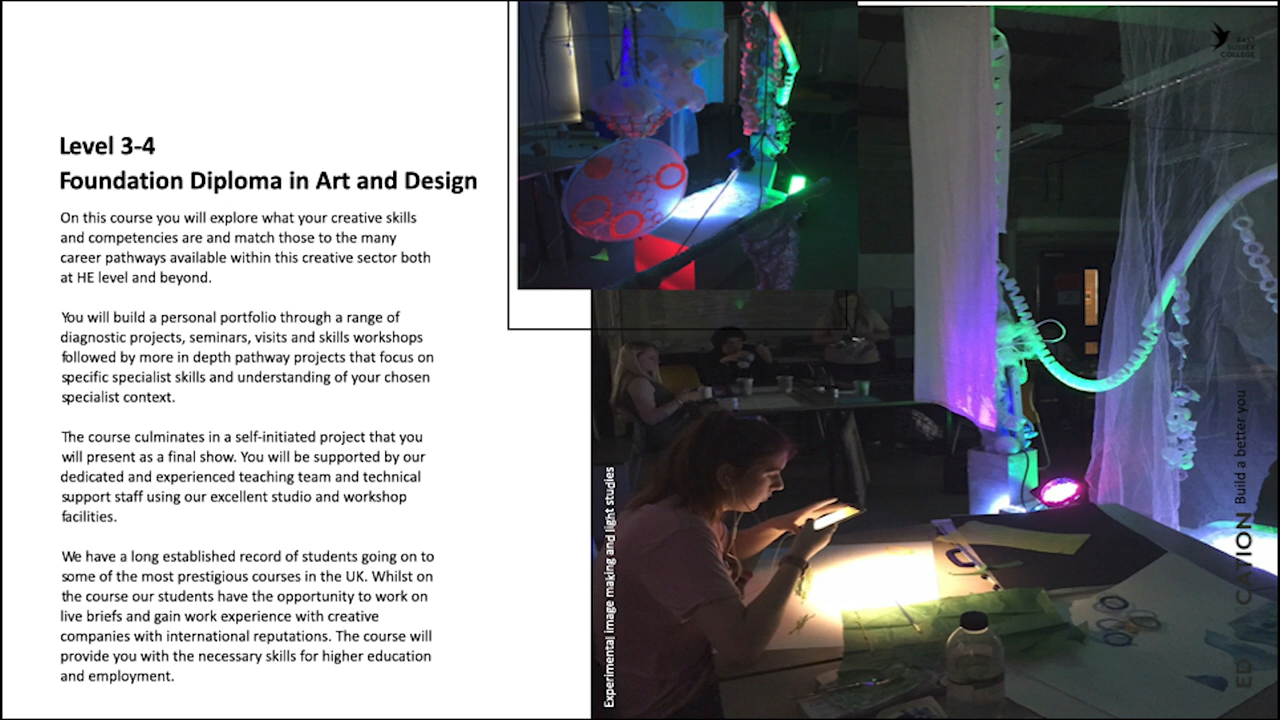 Level 3-4
Foundation Diploma in Art and Design
On this course you will explore what your creative skills
and competencies are and match those to the many
career pathways available within this creative sector both
at HE level and beyond.
You will build a personal portfolio through a range of
diagnostic projects, seminars, visits and skills workshops
followed by more in depth pathway projects that focus on
specific specialist skills and understanding of your chosen
specialist context.
The course culminates in a self-initiated project that you
will present as a final show. You will be supported by our
dedicated and experienced teaching team and technical
support staff using our excellent studio and workshop
facilities.
We have a long established record of students going on to
some of the most prestigious courses in the UK. Whilst on
the course our students have the opportunity to work on
live briefs and gain work experience with creative
companies with international reputations. The course will
provide you with the necessary skills for higher education
and employment.
Experimental image making and light studies
EAST
SUSSEX
COLLEGE
ED CATION Build a better you